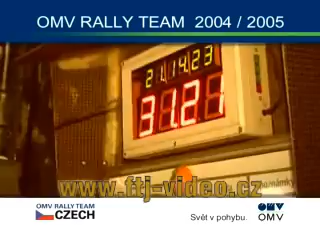 OMV RALLY TEAM 2004 / 2005
21.14.23
31.21
www.ftj-video.cz
OMV RALLY TEAM
CZECH
Svět v pohybu.
OMV